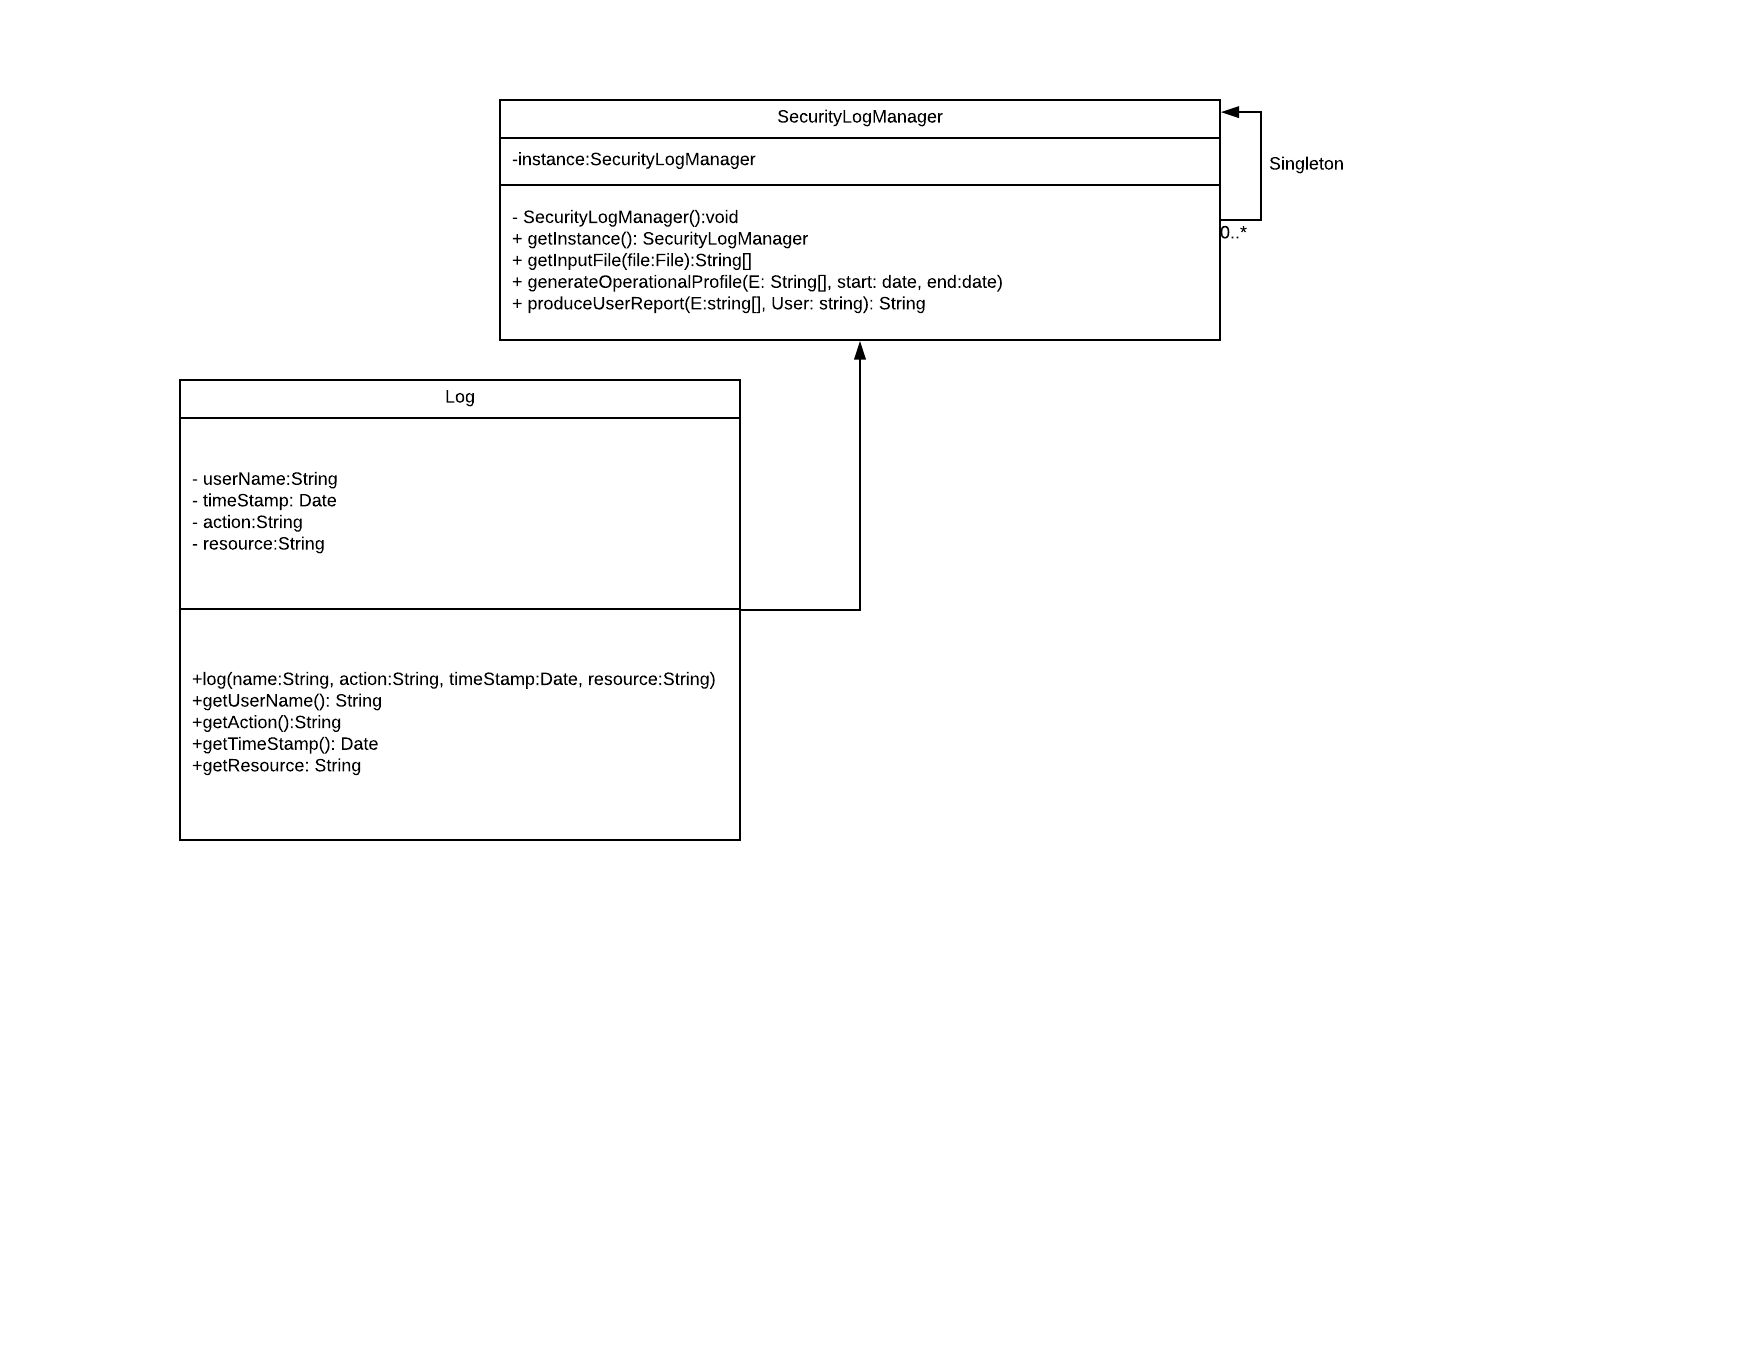 SecurityLogManager
-instance:SecurityLogManager
Singleton
- SecurityLogManager():void
+ getInstance(): SecurityLogManager
0..*
+ getInputFile(file:File):String[]
+ generateOperationalProfile(E: String[], start: date, end:date)
+ produceUserReport(E:string[], User: string): String
Log
- userName:String
- timeStamp: Date
- action:String
- resource:String
+log(name:String, action:String, timeStamp:Date, resource:String)
+getUserName(): String
+getAction():String
+getTimeStamp(): Date
+getResource: String